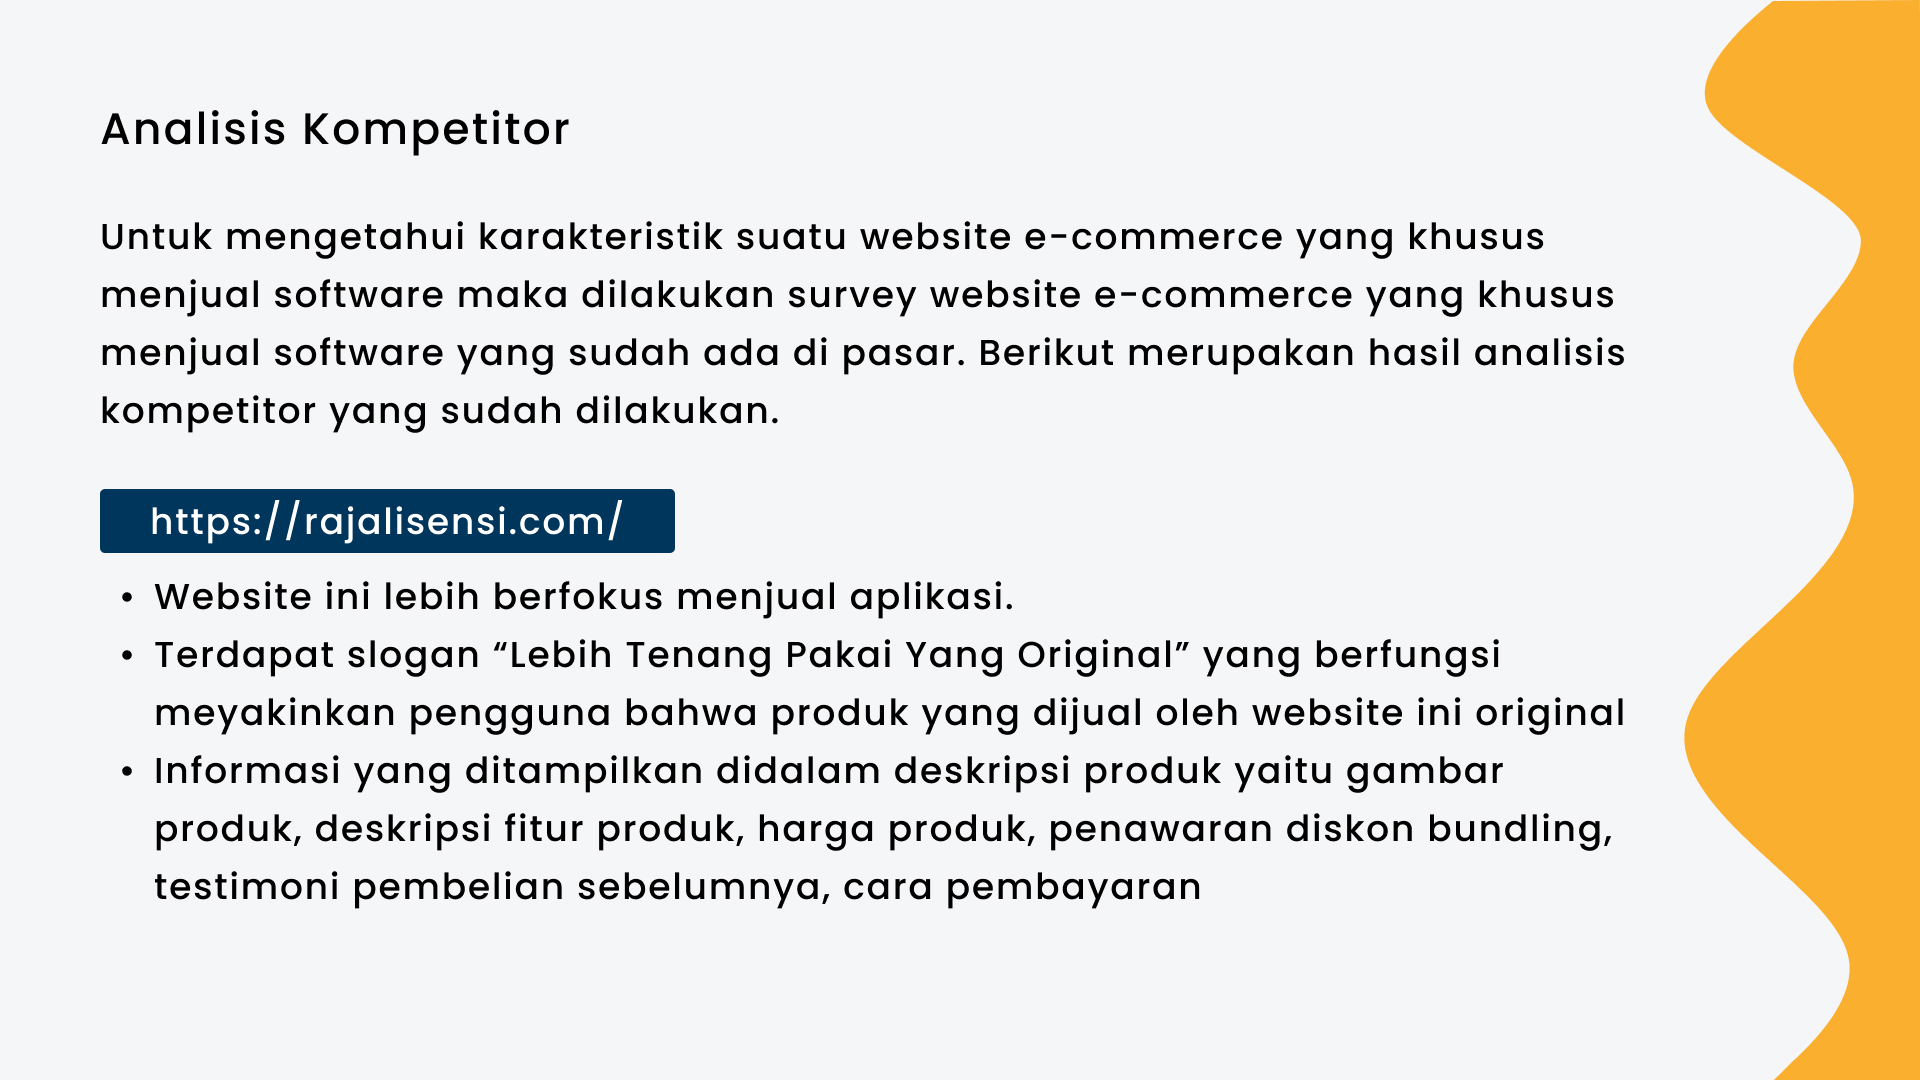 Analisis Kompetitor
Untuk mengetahui karakteristik suatu website e-commerce yang khusus
menjual software maka dilakukan survey website e-commerce yang khusus
menjual software yang sudah ada di pasar. Berikut merupakan hasil analisis
kompetitor yang sudah dilakukan.
https://rajalisensi.com/
• Website ini lebih berfokus menjual aplikasi.
• Terdapat slogan “Lebih Tenang Pakai Yang Original” yang berfungsi
meyakinkan pengguna bahwa produk yang dijual oleh website ini original
• Informasi yang ditampilkan didalam deskripsi produk yaitu gambar
produk, deskripsi fitur produk, harga produk, penawaran diskon bundling,
testimoni pembelian sebelumnya, cara pembayaran